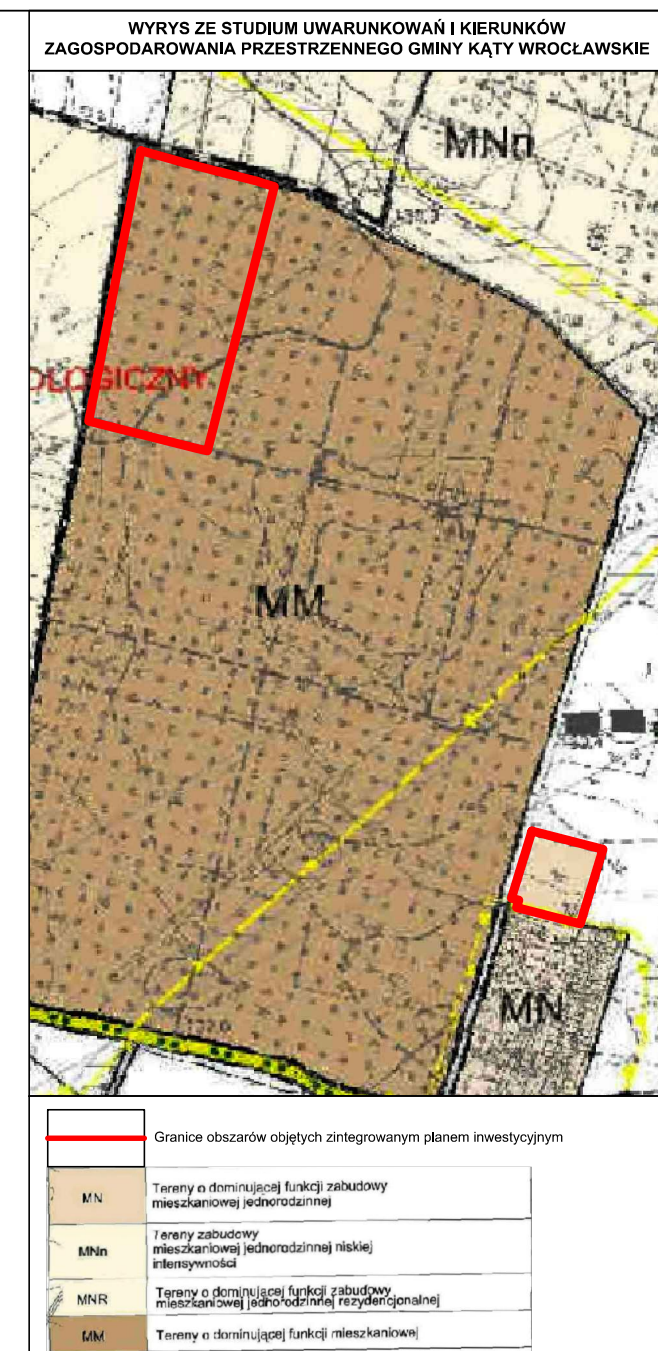 WYRYS ZE STUDIUM UWARUNKOWAŃ I KIERUNKÓW
ZAGOSPODAROWANIA PRZESTRZENNEGO GMINY KĄTY WROCŁAWSKIE
MNn
OLOGICZNY
MM
MN
Granice obszarów objętych zintegrowanym planem inwestycyjnym
MN
Tereny o dominującej funkcji zabudowy
mieszkaniowej jednorodzinnej
MNn
Tereny zabudowy
mieszkaniowej jednorodzinnej niskiej
intensywności
MNR
Tereny o dominującej funkcji zabudowy
mieszkaniowej jednorodzinnej rezydencjonalnej
MM
Tereny o dominującej funkcji mieszkaniowej